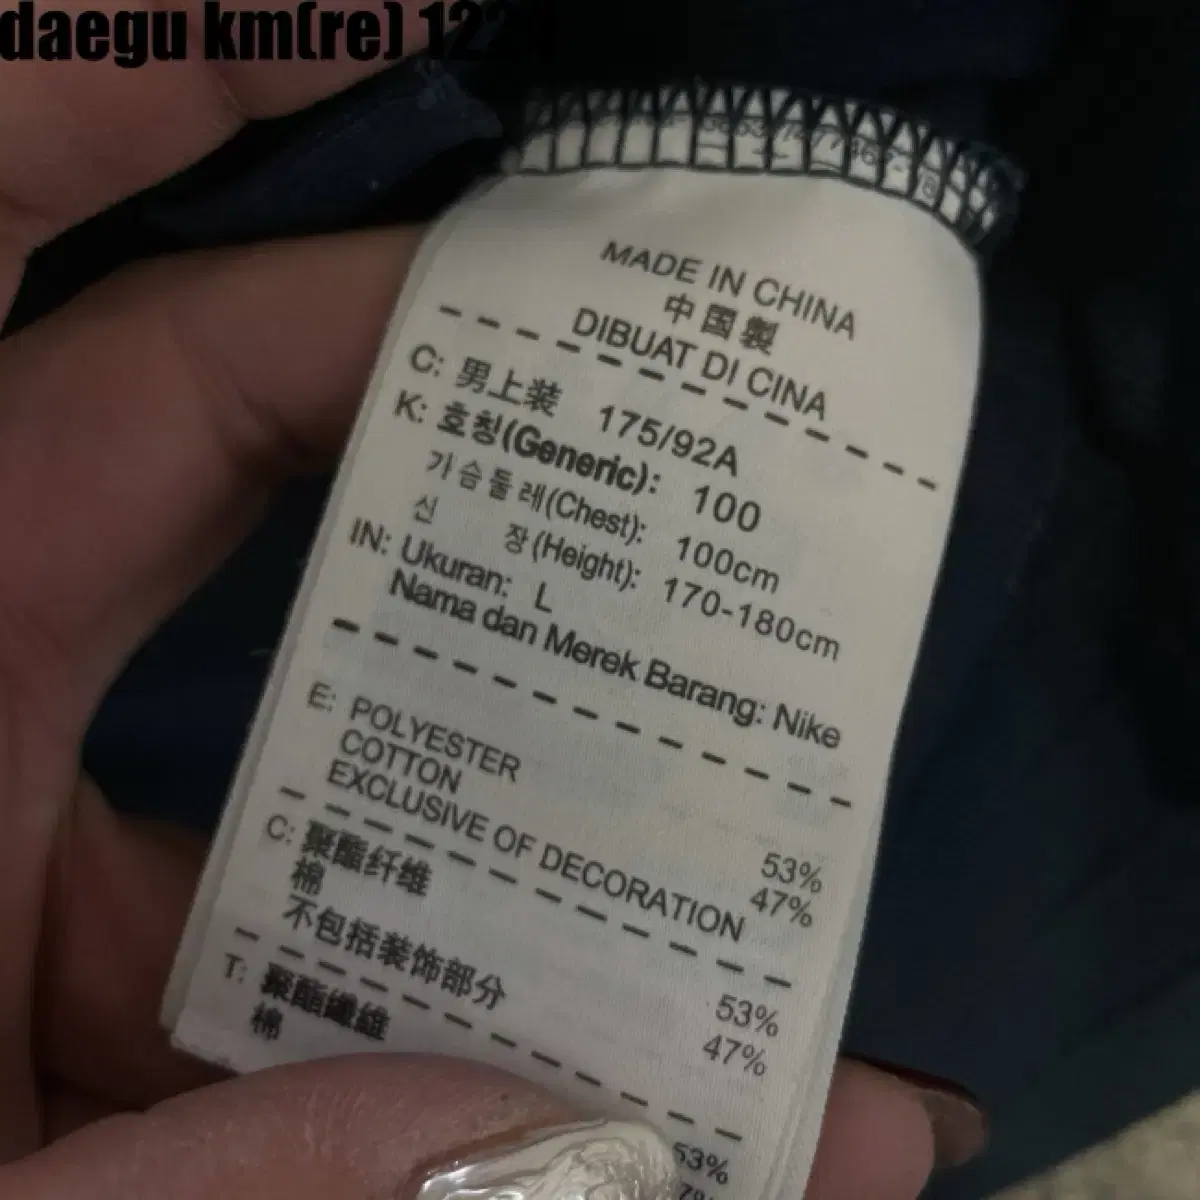 daegu km(re) 122
MADE IN CHINA
中国製
DIBUAT DI CINA
C: 男上装 175/92A
K: 호칭(Generic): 100
가슴둘레(Chest): 100cm
신 장(Height): 170-180cm
IN: Ukuran: L
Nama dan Merek Barang: Nike
E: POLYESTER 53%
COTTON 47%
EXCLUSIVE OF DECORATION
C: 聚酯纤维 53%
棉 47%
不包括装饰部分
T: 聚酯纖維 53%
棉